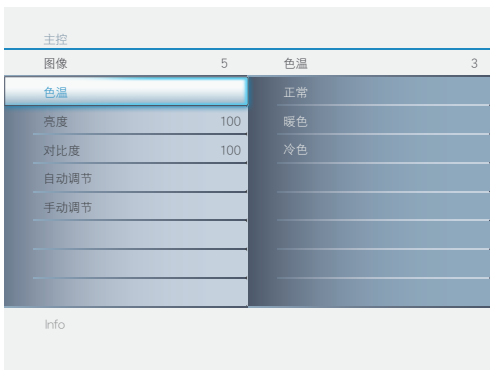 主控
图像 5 色温 3
色温 正常
亮度 100 暖色
对比度 100 冷色
自动调节
手动调节
Info